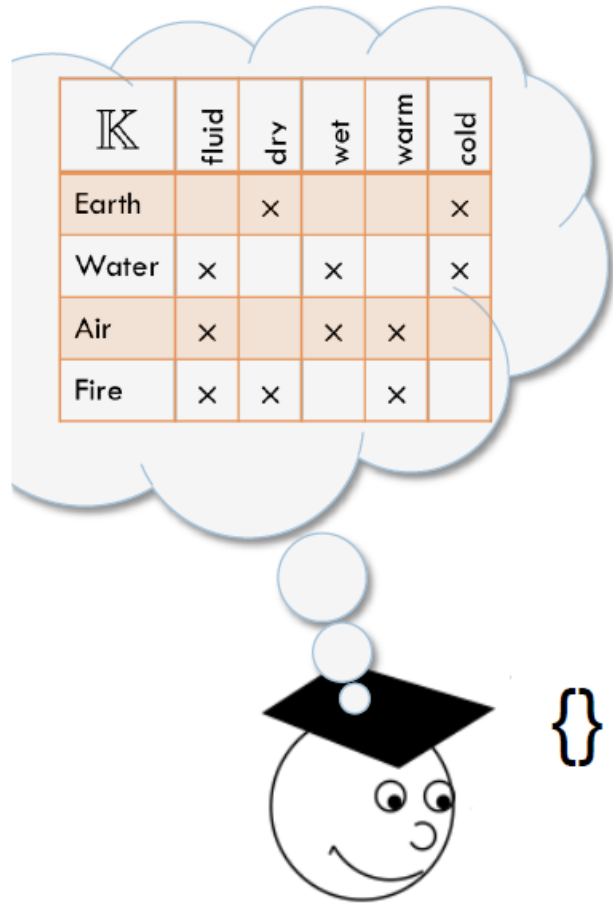 𝕂 fluid dry wet warm cold
Earth × ×
Water × × ×
Air × × ×
Fire × × ×
{}